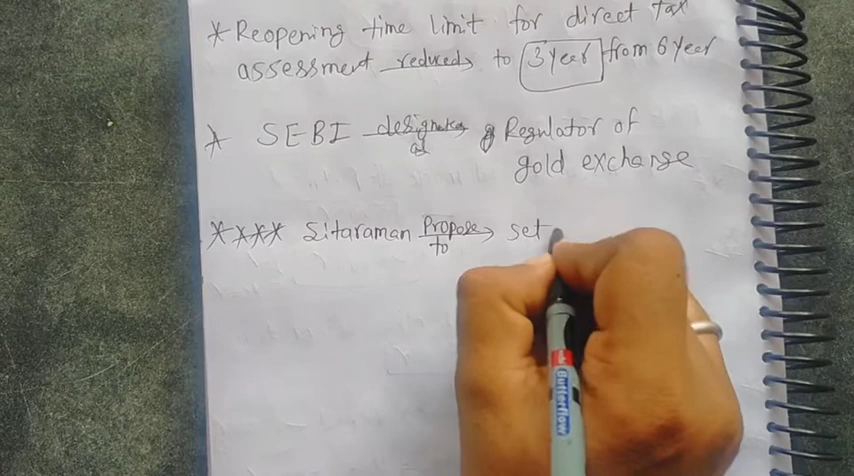 * Reopening time limit for direct tax
assessment reduced to 3 year from 6 year
* SEBI designated as Regulator of
gold exchange
**** Sitaraman Propose to set
Butterflow